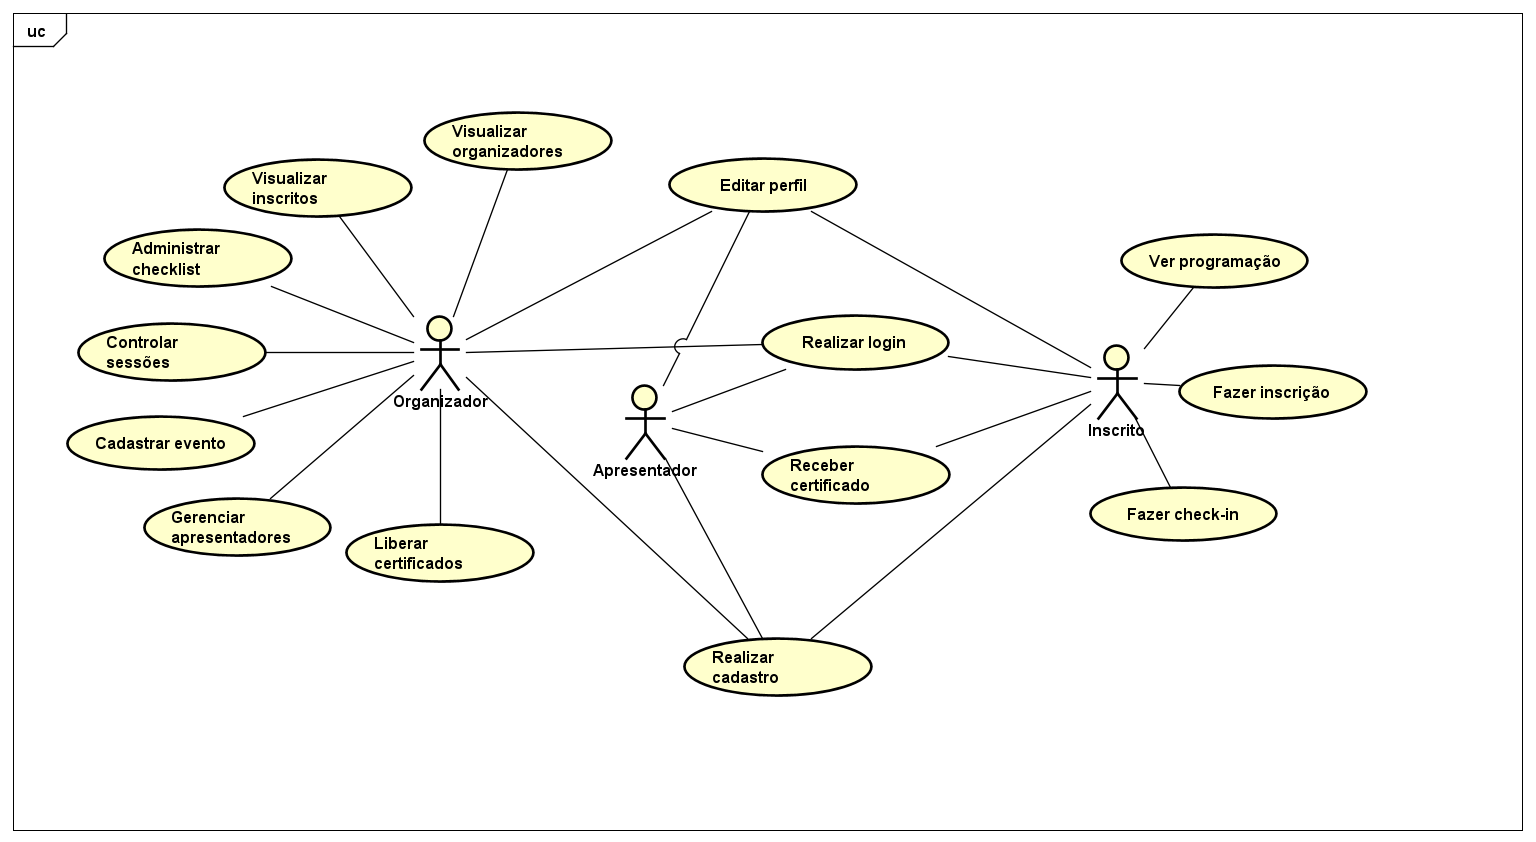 uc
Visualizar
organizadores
Visualizar
inscritos
Editar perfil
Administrar
checklist
Ver programação
Controlar
sessões
Realizar login
Organizador
Fazer inscrição
Inscrito
Cadastrar evento
Apresentador
Receber
certificado
Gerenciar
apresentadores
Fazer check-in
Liberar
certificados
Realizar
cadastro